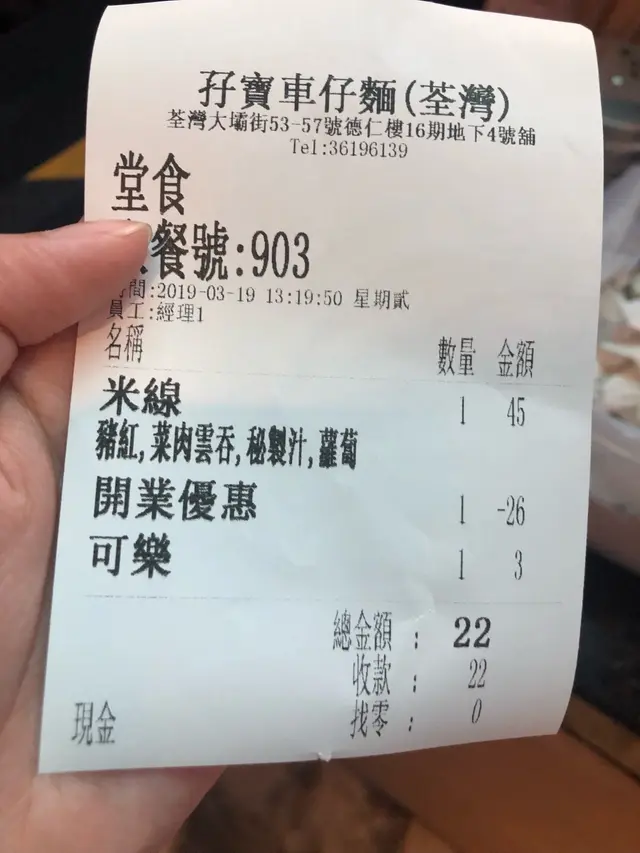 孖寶車仔麵(荃灣)
荃灣大壩街53-57號德仁樓16期地下4號舖
Tel:36196139
堂食
餐號:903
間:2019-03-19 13:19:50 星期貳
員工:經理1
名稱 數量 金額
米線 1 45
豬紅,菜肉雲吞,秘製汁,蘿蔔
開業優惠 1 -26
可樂 1 3
總金額 : 22
收款 : 22
現金 找零 : 0